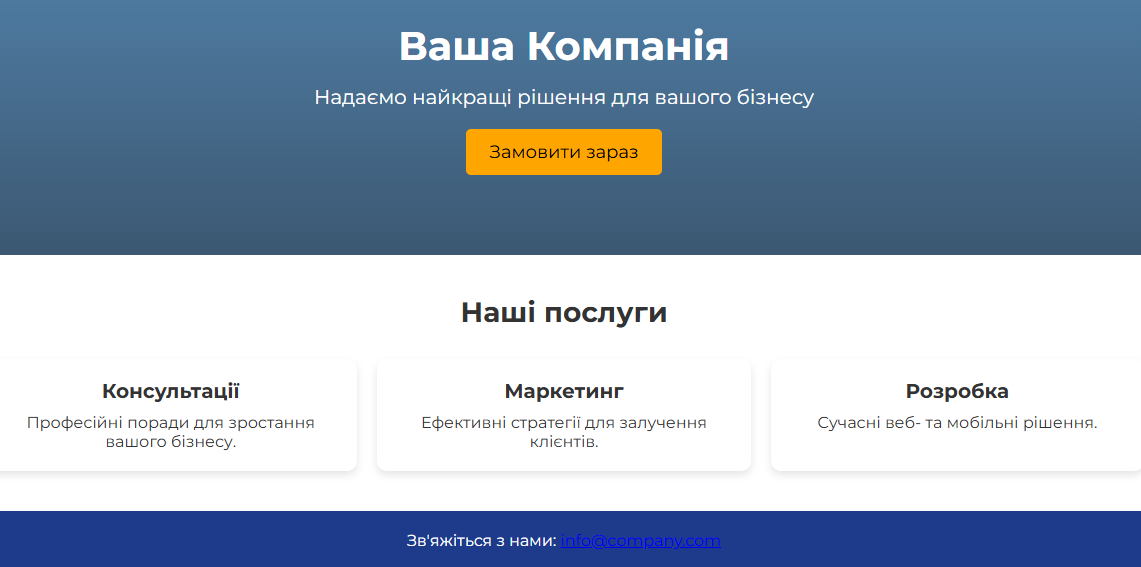 Ваша Компанія
Надаємо найкращі рішення для вашого бізнесу
Замовити зараз
Наші послуги
Консультації
Професійні поради для зростання
вашого бізнесу.
Маркетинг
Ефективні стратегії для залучення
клієнтів.
Розробка
Сучасні веб- та мобільні рішення.
Зв'яжіться з нами: info@company.com